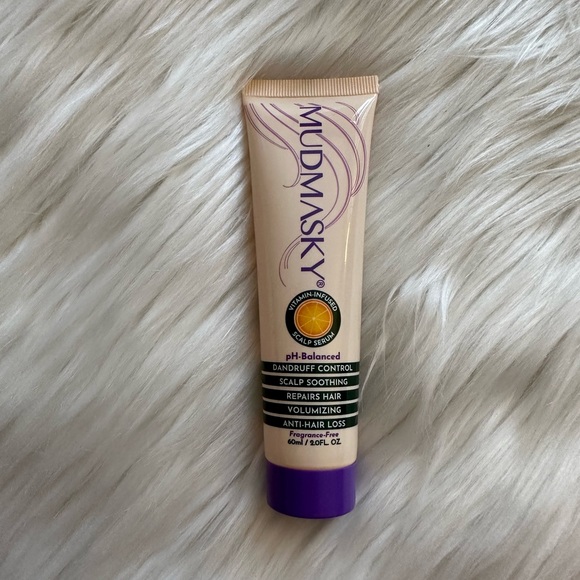 MUDMASKY®
VITAMIN-INFUSED
SCALP SERUM
pH-Balanced
DANDRUFF CONTROL
SCALP SOOTHING
REPAIRS HAIR
VOLUMIZING
ANTI-HAIR LOSS
Fragrance-Free
60ml / 2.0FL. OZ